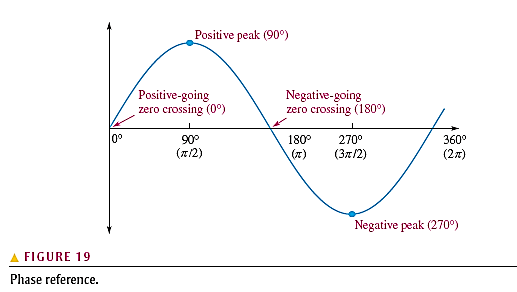 Positive peak (90°)
Positive-going
zero crossing (0°)
Negative-going
zero crossing (180°)
0°
90°
(π/2)
180°
(π)
270°
(3π/2)
360°
(2π)
Negative peak (270°)
FIGURE 19
Phase reference.